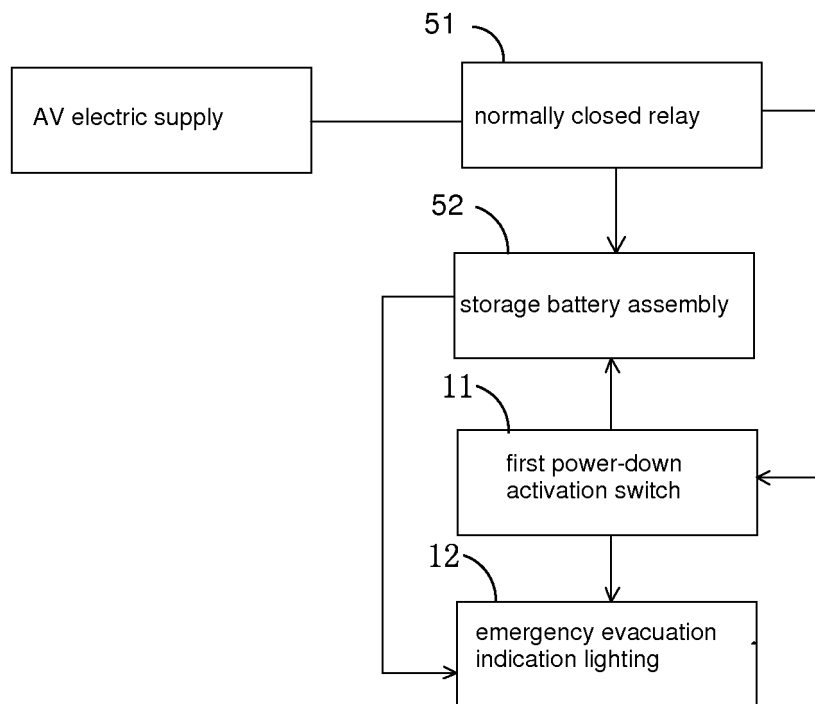 51
AV electric supply
normally closed relay
52
storage battery assembly
11
first power-down
activation switch
12
emergency evacuation
indication lighting